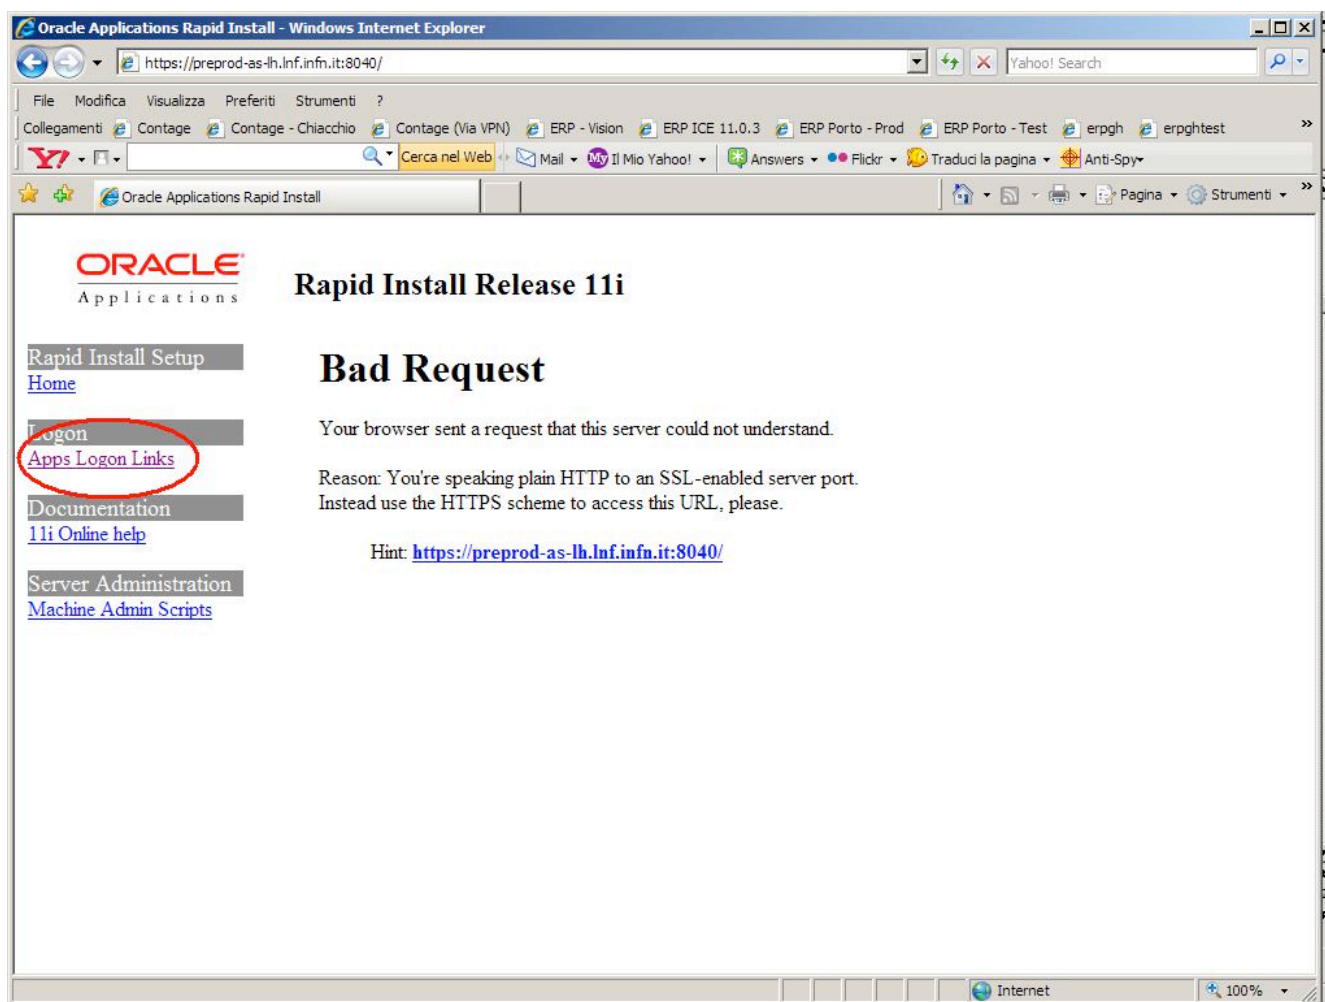 Oracle Applications Rapid Install - Windows Internet Explorer
https://preprod-as-lh.lnf.infn.it:8040/
Yahoo! Search
File Modifica Visualizza Preferiti Strumenti ?
Collegamenti Contage Contage - Chiacchio Contage (Via VPN) ERP - Vision ERP ICE 11.0.3 ERP Porto - Prod ERP Porto - Test erpgh erpghtest »
Y! Cerca nel Web Mail My Il Mio Yahoo! Answers Flickr Traduci la pagina Anti-Spy
Oracle Applications Rapid Install Pagina Strumenti »
ORACLE
Applications
Rapid Install Release 11i
Rapid Install Setup
Home
Logon
Apps Logon Links
Documentation
11i Online help
Server Administration
Machine Admin Scripts
Bad Request
Your browser sent a request that this server could not understand.
Reason: You're speaking plain HTTP to an SSL-enabled server port.
Instead use the HTTPS scheme to access this URL, please.
Hint: https://preprod-as-lh.lnf.infn.it:8040/
Internet 100%